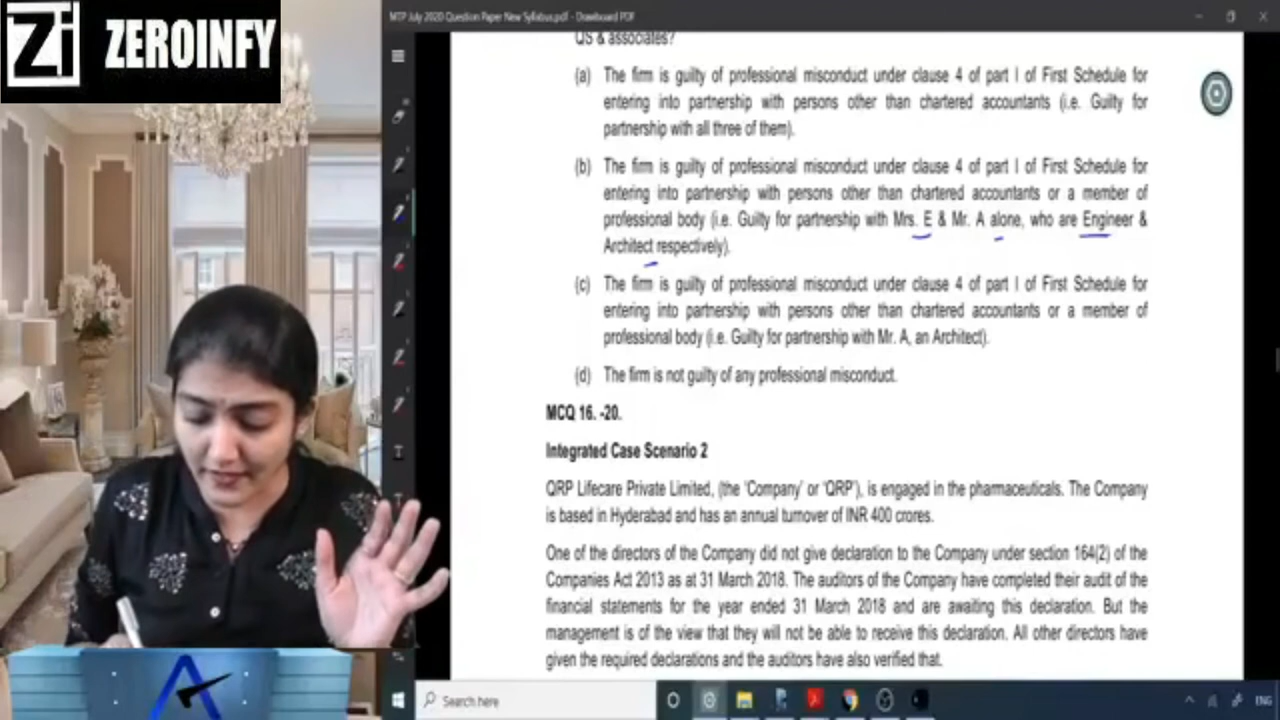 Zi ZEROINFY
MTP July 2020 Question Paper New Syllabus.pdf - Drawboard PDF
QS & associates?
(a) The firm is guilty of professional misconduct under clause 4 of part I of First Schedule for
entering into partnership with persons other than chartered accountants (i.e. Guilty for
partnership with all three of them).
(b) The firm is guilty of professional misconduct under clause 4 of part I of First Schedule for
entering into partnership with persons other than chartered accountants or a member of
professional body (i.e. Guilty for partnership with Mrs. E & Mr. A alone, who are Engineer &
Architect respectively).
(c) The firm is guilty of professional misconduct under clause 4 of part I of First Schedule for
entering into partnership with persons other than chartered accountants or a member of
professional body (i.e. Guilty for partnership with Mr. A, an Architect).
(d) The firm is not guilty of any professional misconduct.
MCQ 16. -20.
Integrated Case Scenario 2
QRP Lifecare Private Limited, (the 'Company' or 'QRP'), is engaged in the pharmaceuticals. The Company
is based in Hyderabad and has an annual turnover of INR 400 crores.
One of the directors of the Company did not give declaration to the Company under section 164(2) of the
Companies Act 2013 as at 31 March 2018. The auditors of the Company have completed their audit of the
financial statements for the year ended 31 March 2018 and are awaiting this declaration. But the
management is of the view that they will not be able to receive this declaration. All other directors have
given the required declarations and the auditors have also verified that.
Search here
ENG